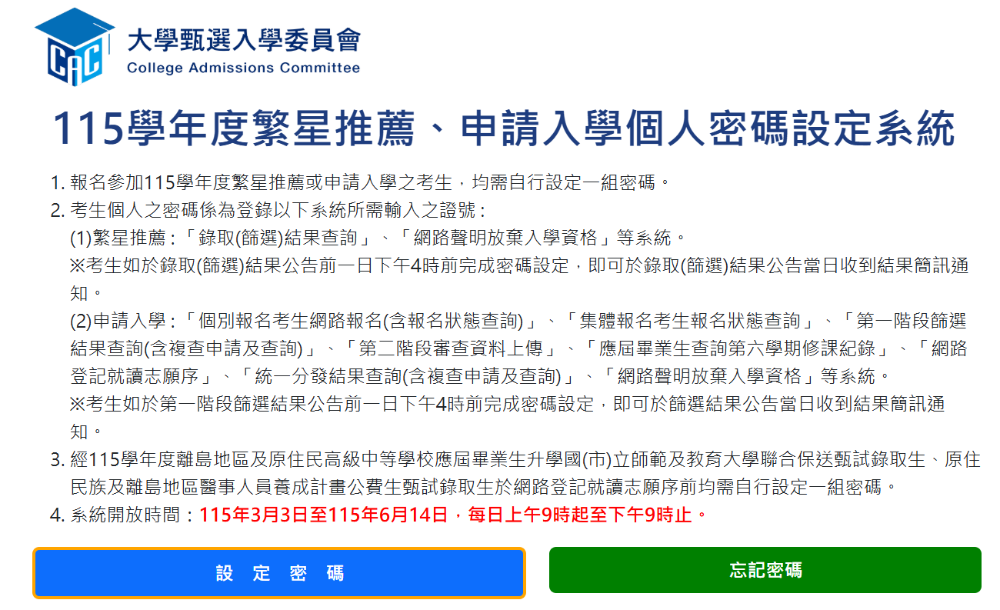 CAC
大學甄選入學委員會
College Admissions Committee
115學年度繁星推薦、申請入學個人密碼設定系統
1. 報名參加115學年度繁星推薦或申請入學之考生，均需自行設定一組密碼。
2. 考生個人之密碼係為登錄以下系統所需輸入之證號：
(1)繁星推薦：「錄取(篩選)結果查詢」、「網路聲明放棄入學資格」等系統。
※考生如於錄取(篩選)結果公告前一日下午4時前完成密碼設定，即可於錄取(篩選)結果公告當日收到結果簡訊通
知。
(2)申請入學：「個別報名考生網路報名(含報名狀態查詢)」、「集體報名考生報名狀態查詢」、「第一階段篩選
結果查詢(含複查申請及查詢)」、「第二階段審查資料上傳」、「應屆畢業生查詢第六學期修課紀錄」、「網路
登記就讀志願序」、「統一分發結果查詢(含複查申請及查詢)」、「網路聲明放棄入學資格」等系統。
※考生如於第一階段篩選結果公告前一日下午4時前完成密碼設定，即可於篩選結果公告當日收到結果簡訊通
知。
3. 經115學年度離島地區及原住民高級中等學校應屆畢業生升學國(市)立師範及教育大學聯合保送甄試錄取生、原住
民族及離島地區醫事人員養成計畫公費生甄試錄取生於網路登記就讀志願序前均需自行設定一組密碼。
4. 系統開放時間：115年3月3日至115年6月14日，每日上午9時起至下午9時止。
設 定 密 碼
忘記密碼